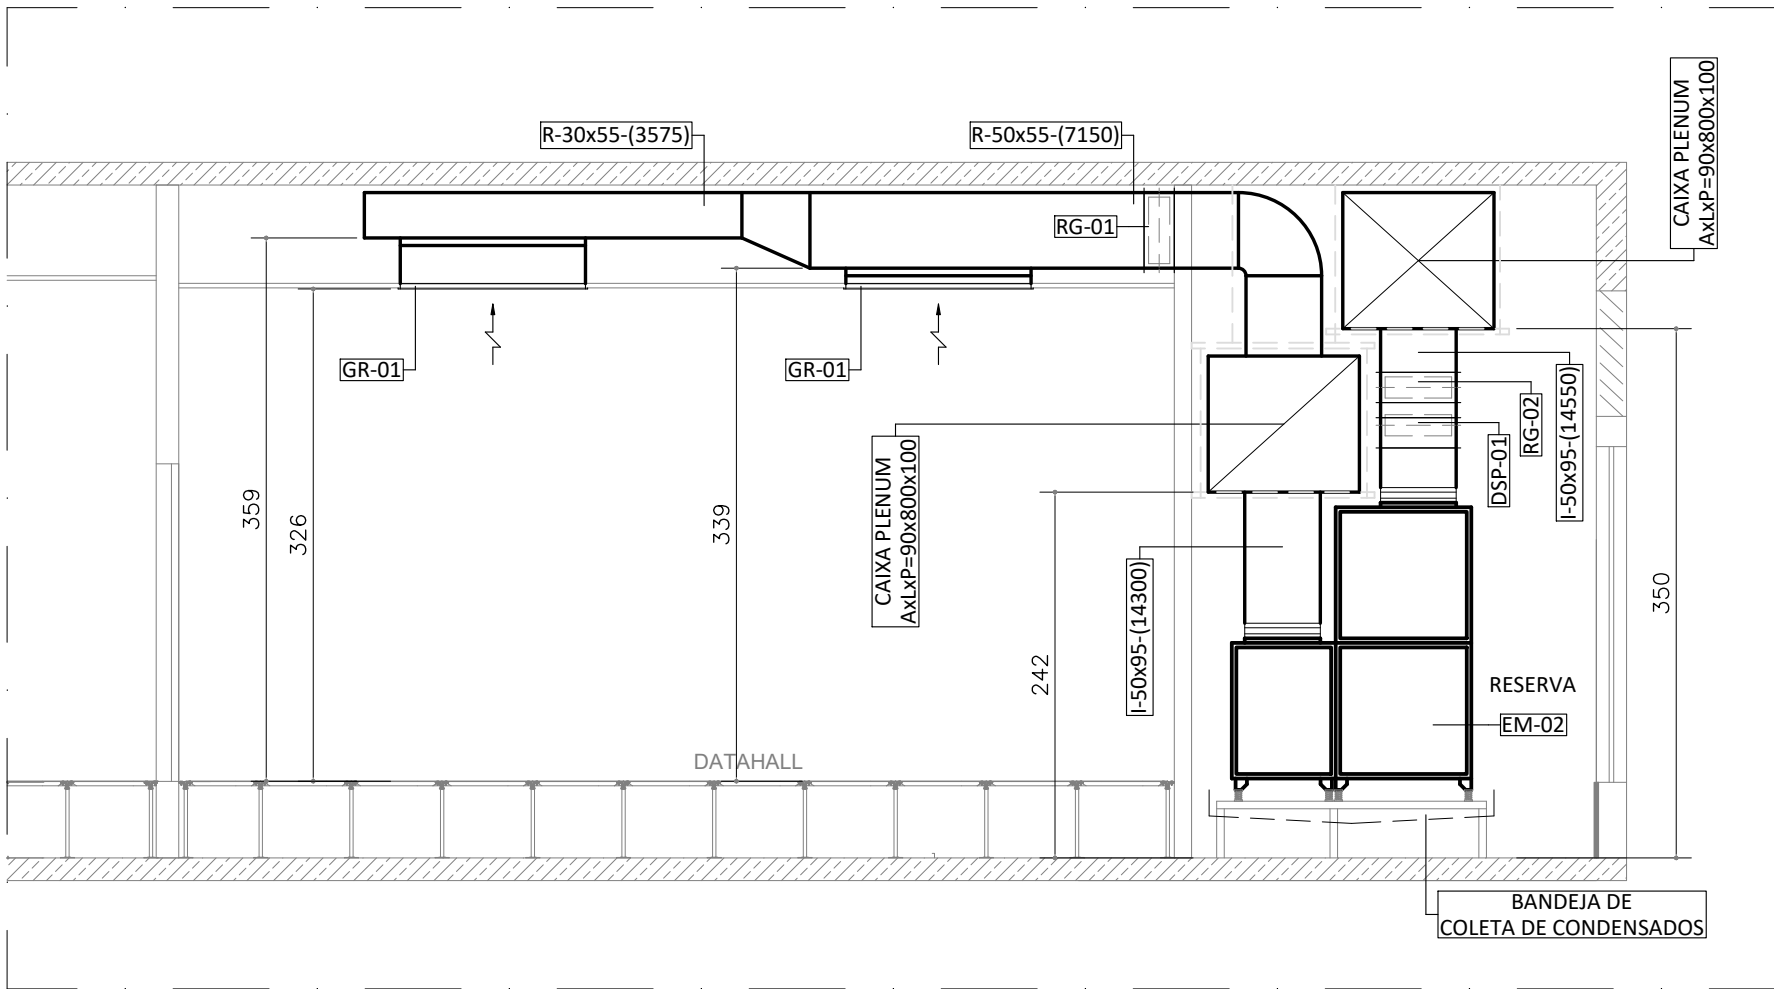 R-30x55-(3575)
R-50x55-(7150)
CAIXA PLENUM
AxLxP=90x800x100
RG-01
GR-01
GR-01
359
326
339
CAIXA PLENUM
AxLxP=90x800x100
I-50x95-(14300)
242
DSP-01
RG-02
I-50x95-(14550)
350
RESERVA
EM-02
DATAHALL
BANDEJA DE
COLETA DE CONDENSADOS